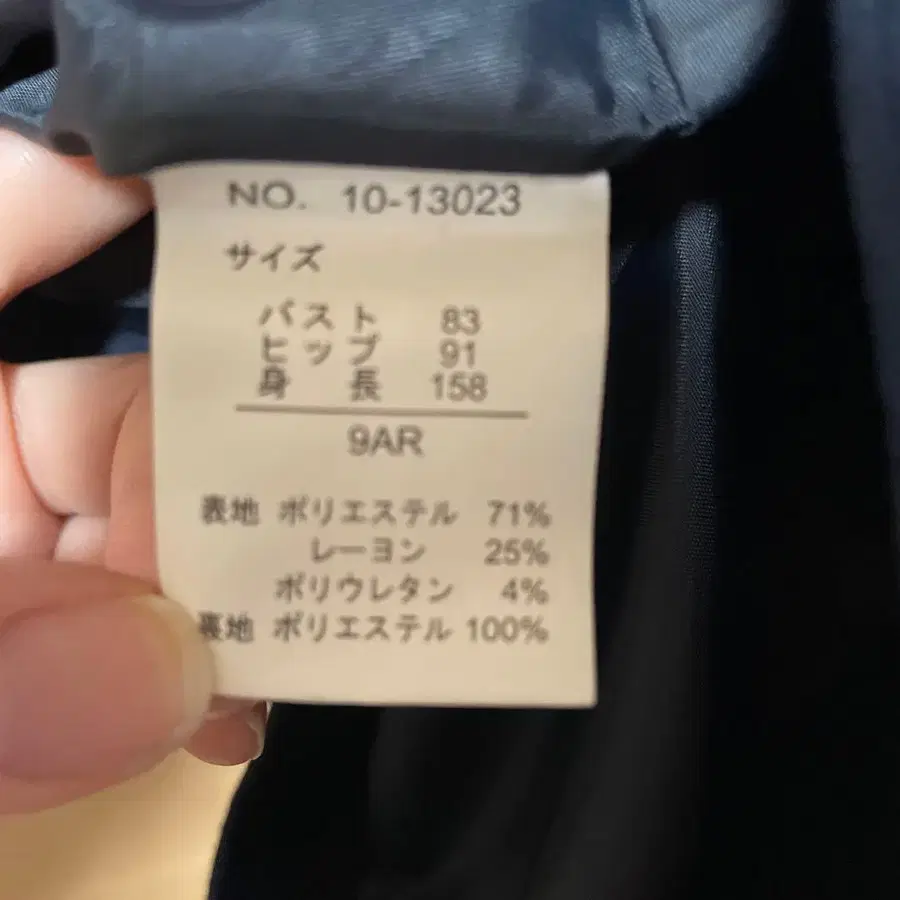 NO. 10-13023
サイズ
バスト 83
ヒップ 91
身長 158
9AR
表地 ポリエステル 71%
レーヨン 25%
ポリウレタン 4%
裏地 ポリエステル 100%